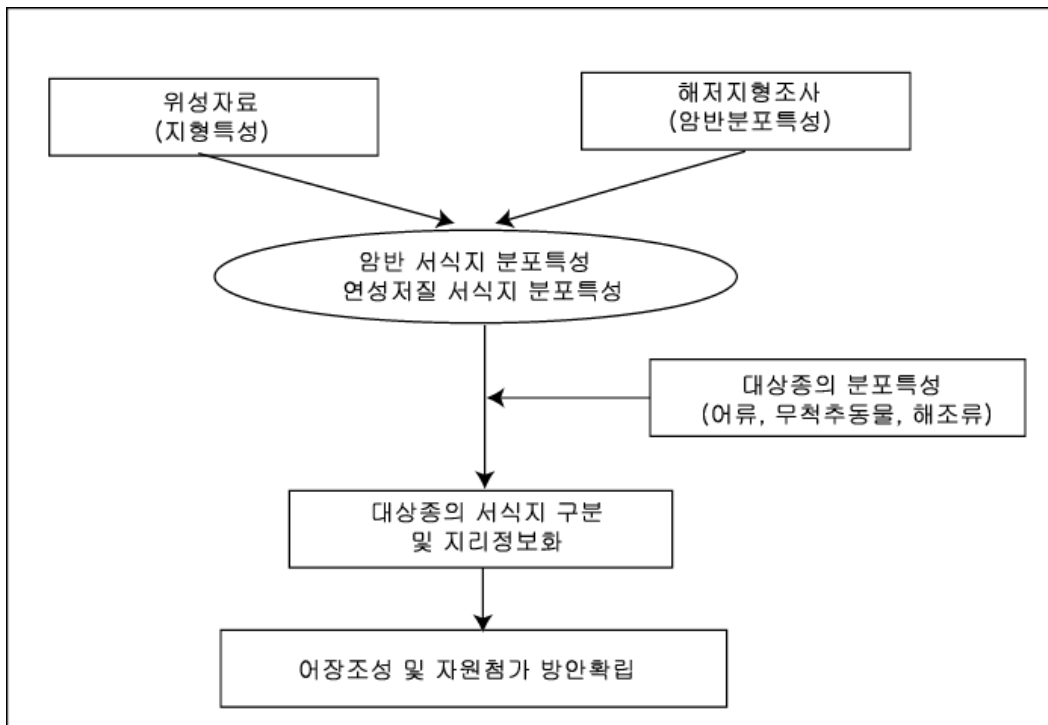 위성자료
(지형특성)
해저지형조사
(암반분포특성)
암반 서식지 분포특성
연성저질 서식지 분포특성
대상종의 분포특성
(어류, 무척추동물, 해조류)
대상종의 서식지 구분
및 지리정보화
어장조성 및 자원첨가 방안확립